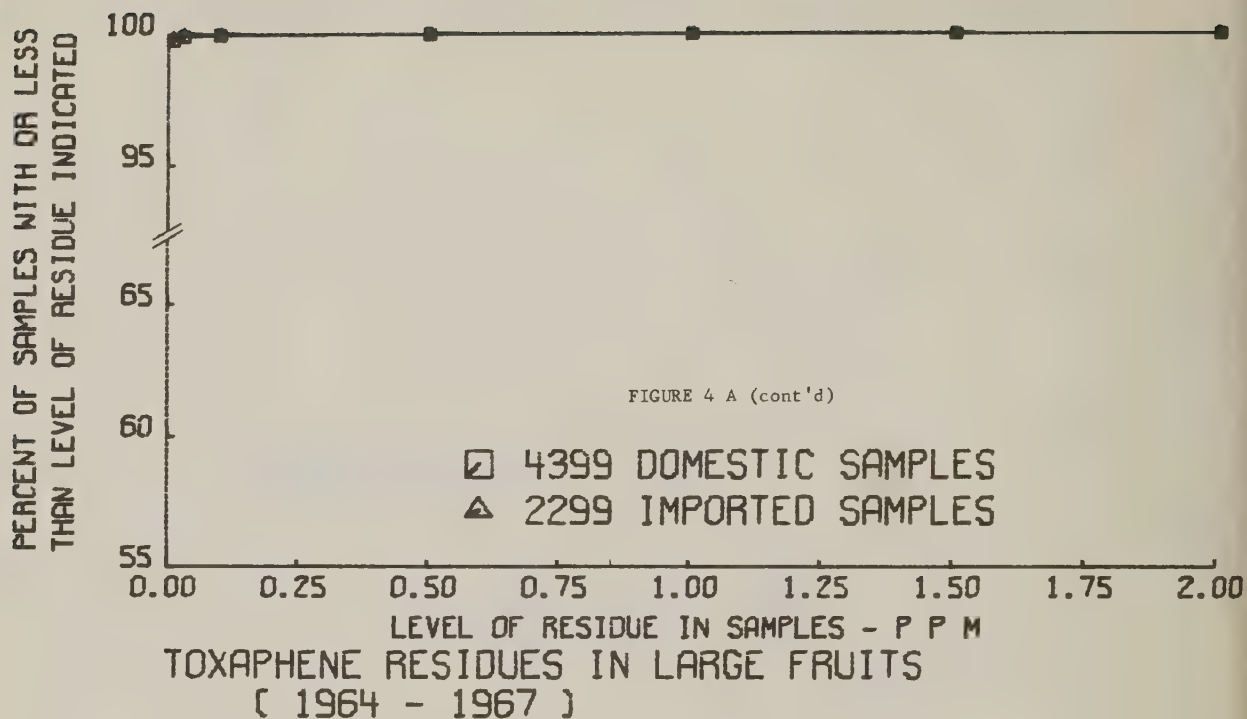 PERCENT OF SAMPLES WITH OR LESS
THAN LEVEL OF RESIDUE INDICATED
100
95
65
60
55
FIGURE 4 A (cont'd)
4399 DOMESTIC SAMPLES
2299 IMPORTED SAMPLES
0.00 0.25 0.50 0.75 1.00 1.25 1.50 1.75 2.00
LEVEL OF RESIDUE IN SAMPLES - P P M
TOXAPHENE RESIDUES IN LARGE FRUITS
[ 1964 - 1967 ]